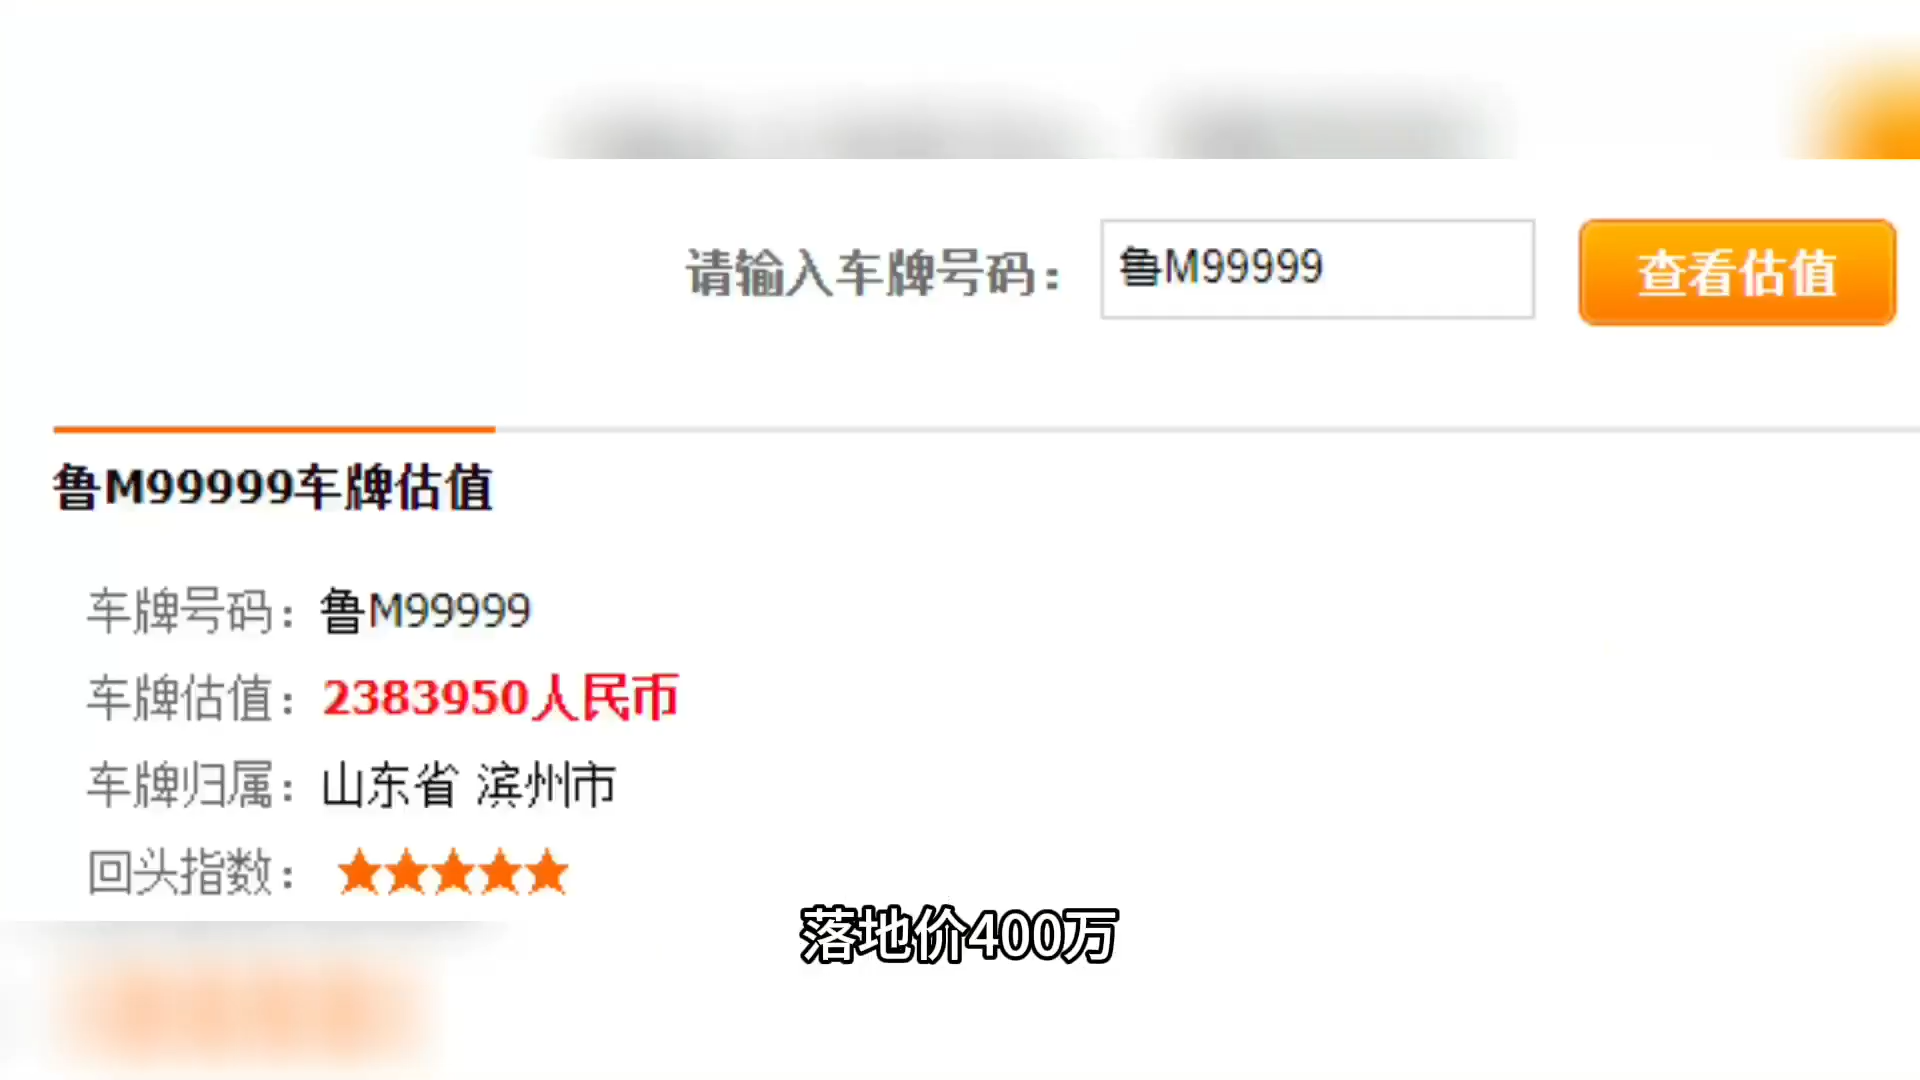 请输入车牌号码：
鲁M99999
查看估值
鲁M99999车牌估值
车牌号码：鲁M99999
车牌估值：2383950人民币
车牌归属：山东省 滨州市
回头指数：★★★★★
落地价400万